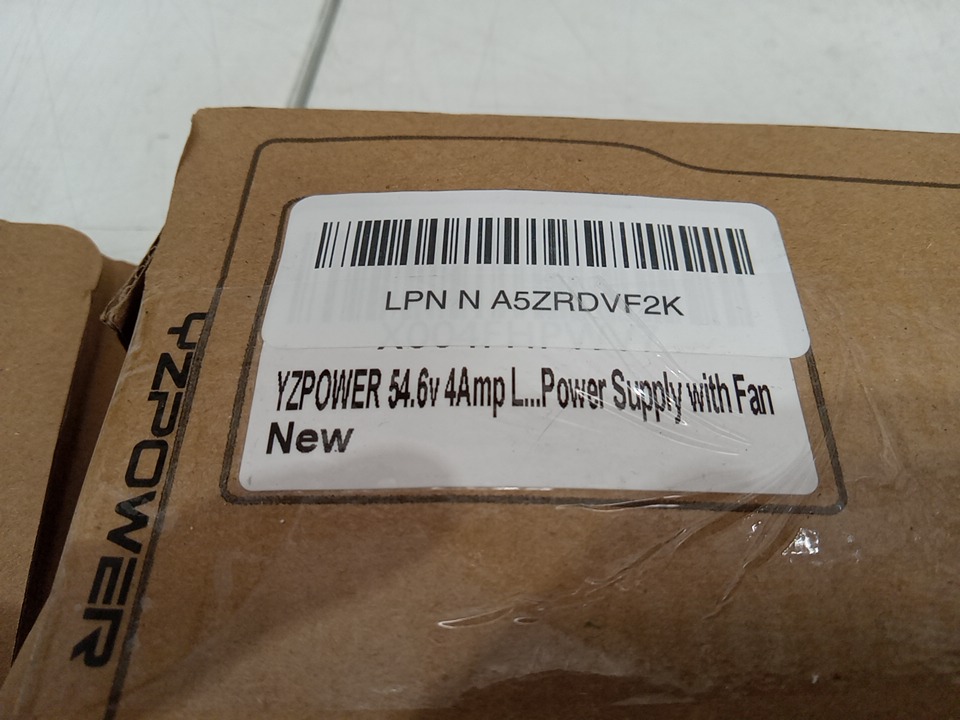 LPN N A5ZRDVF2K
YZPOWER 54.6v 4Amp L...Power Supply with Fan
New
YZPOWER